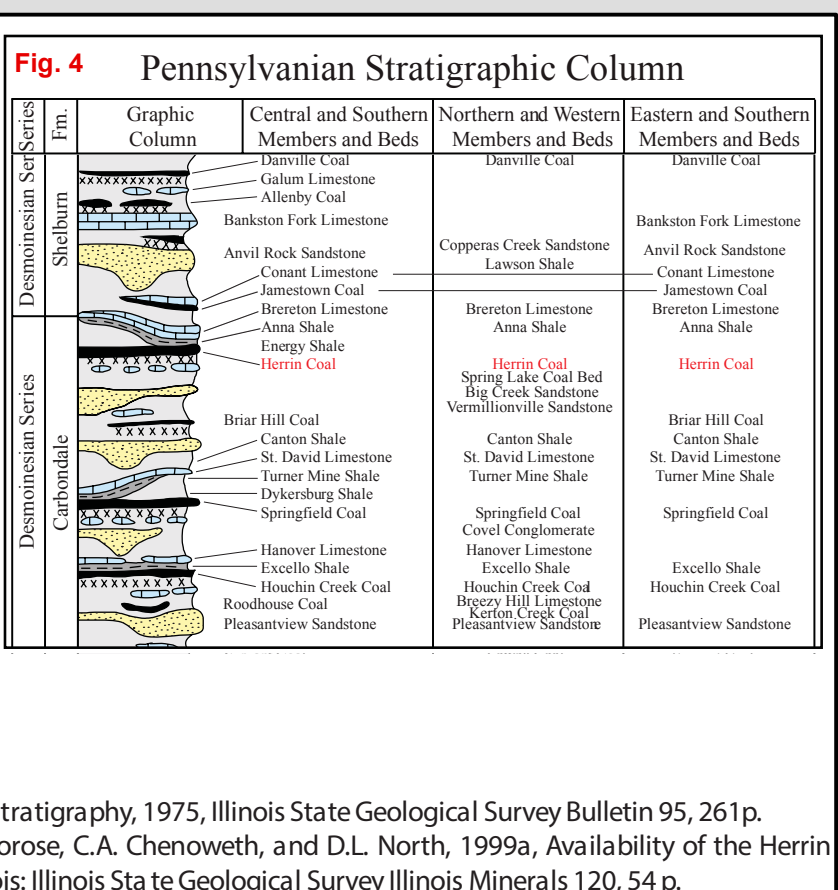 Fig. 4
Pennsylvanian Stratigraphic Column
Series
Fm.
Graphic
Column
Central and Southern
Members and Beds
Northern and Western
Members and Beds
Eastern and Southern
Members and Beds
Desmoinesian Series
Shelburn
Desmoinesian Series
Carbondale
Danville Coal
Galum Limestone
Allenby Coal
Bankston Fork Limestone
Anvil Rock Sandstone
Conant Limestone
Jamestown Coal
Brereton Limestone
Anna Shale
Energy Shale
Herrin Coal
Briar Hill Coal
Canton Shale
St. David Limestone
Turner Mine Shale
Dykersburg Shale
Springfield Coal
Hanover Limestone
Excello Shale
Houchin Creek Coal
Roodhouse Coal
Pleasantview Sandstone
Danville Coal
Copperas Creek Sandstone
Lawson Shale
Brereton Limestone
Anna Shale
Herrin Coal
Spring Lake Coal Bed
Big Creek Sandstone
Vermillionville Sandstone
Canton Shale
St. David Limestone
Turner Mine Shale
Springfield Coal
Covel Conglomerate
Hanover Limestone
Excello Shale
Houchin Creek Coal
Breezy Hill Limestone
Kerton Creek Coal
Pleasantview Sandstone
Danville Coal
Bankston Fork Limestone
Anvil Rock Sandstone
Conant Limestone
Jamestown Coal
Brereton Limestone
Anna Shale
Herrin Coal
Briar Hill Coal
Canton Shale
St. David Limestone
Turner Mine Shale
Springfield Coal
Excello Shale
Houchin Creek Coal
Pleasantview Sandstone
tratigraphy, 1975, Illinois State Geological Survey Bulletin 95, 261p.
orose, C.A. Chenoweth, and D.L. North, 1999a, Availability of the Herrin
ois: Illinois State Geological Survey Illinois Minerals 120, 54 p.